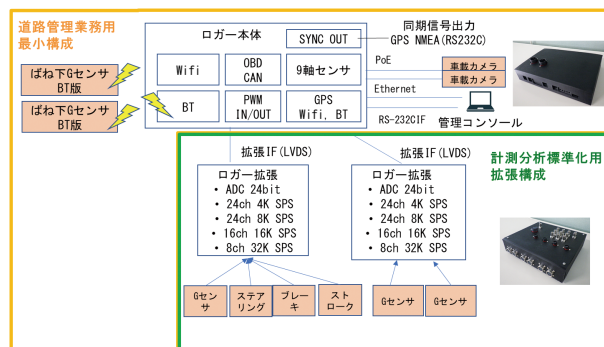 道路管理業務用
最小構成
ロガー本体
SYNC OUT
同期信号出力
GPS NMEA(RS232C)
ばね下Gセンサ
BT版
ばね下Gセンサ
BT版
Wifi
OBD
CAN
9軸センサ
BT
PWM
IN/OUT
GPS
Wifi, BT
PoE
車載カメラ
車載カメラ
Ethernet
RS-232CIF
管理コンソール
拡張IF(LVDS)
拡張IF(LVDS)
計測分析標準化用
拡張構成
ロガー拡張
• ADC 24bit
• 24ch 4K SPS
• 24ch 8K SPS
• 16ch 16K SPS
• 8ch 32K SPS
ロガー拡張
• ADC 24bit
• 24ch 4K SPS
• 24ch 8K SPS
• 16ch 16K SPS
• 8ch 32K SPS
Gセン
サ
ステア
リング
ブレー
キ
スト
ローク
Gセンサ
Gセンサ